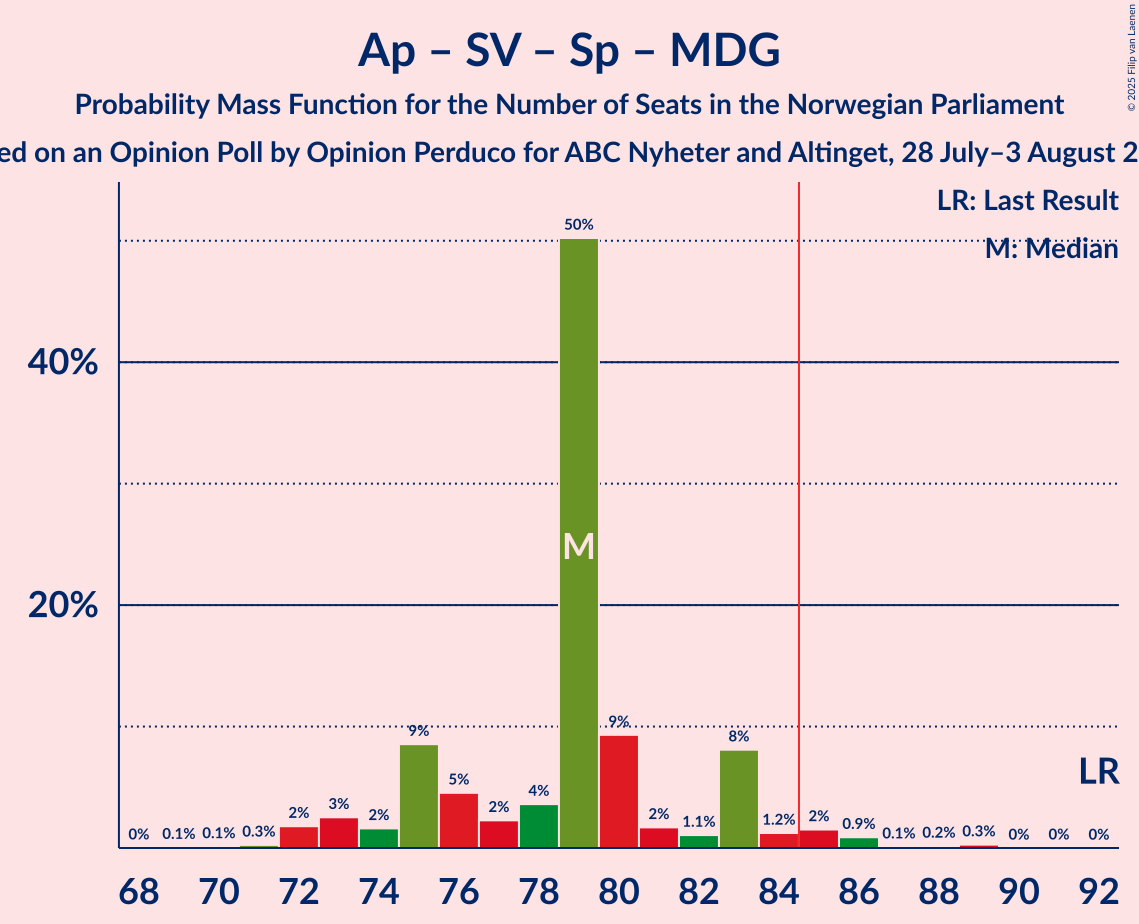 Ap – SV – Sp – MDG
Probability Mass Function for the Number of Seats in the Norwegian Parliament
ed on an Opinion Poll by Opinion Perduco for ABC Nyheter and Altinget, 28 July–3 August 2
© 2025 Filip van Laenen
LR: Last Result
M: Median
50%
40%
M
20%
9% 9% 8%
LR
5% 4%
0% 0.1% 0.1% 0.3% 2% 3% 2% 2% 2% 1.1% 1.2% 2% 0.9% 0.1% 0.2% 0.3% 0% 0% 0%
68 70 72 74 76 78 80 82 84 86 88 90 92